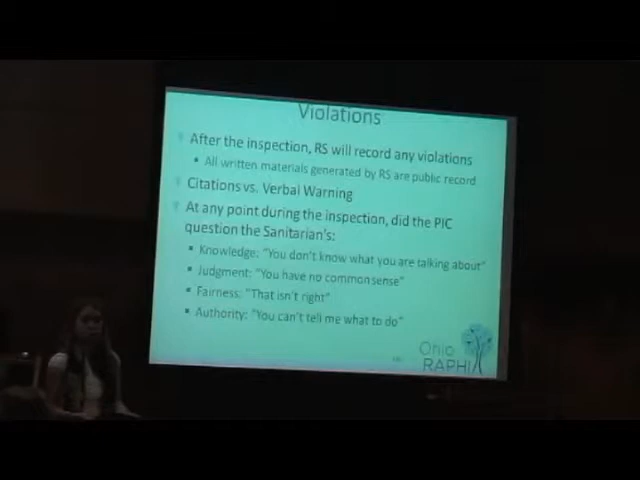 Violations
After the inspection, RS will record any violations
▪ All written materials generated by RS are public record
Citations vs. Verbal Warning
At any point during the inspection, did the PIC
question the Sanitarian's:
▪ Knowledge: "You don't know what you are talking about"
▪ Judgment: "You have no common sense"
▪ Fairness: "That isn't right"
▪ Authority: "You can't tell me what to do"
Ohio
RAPHI